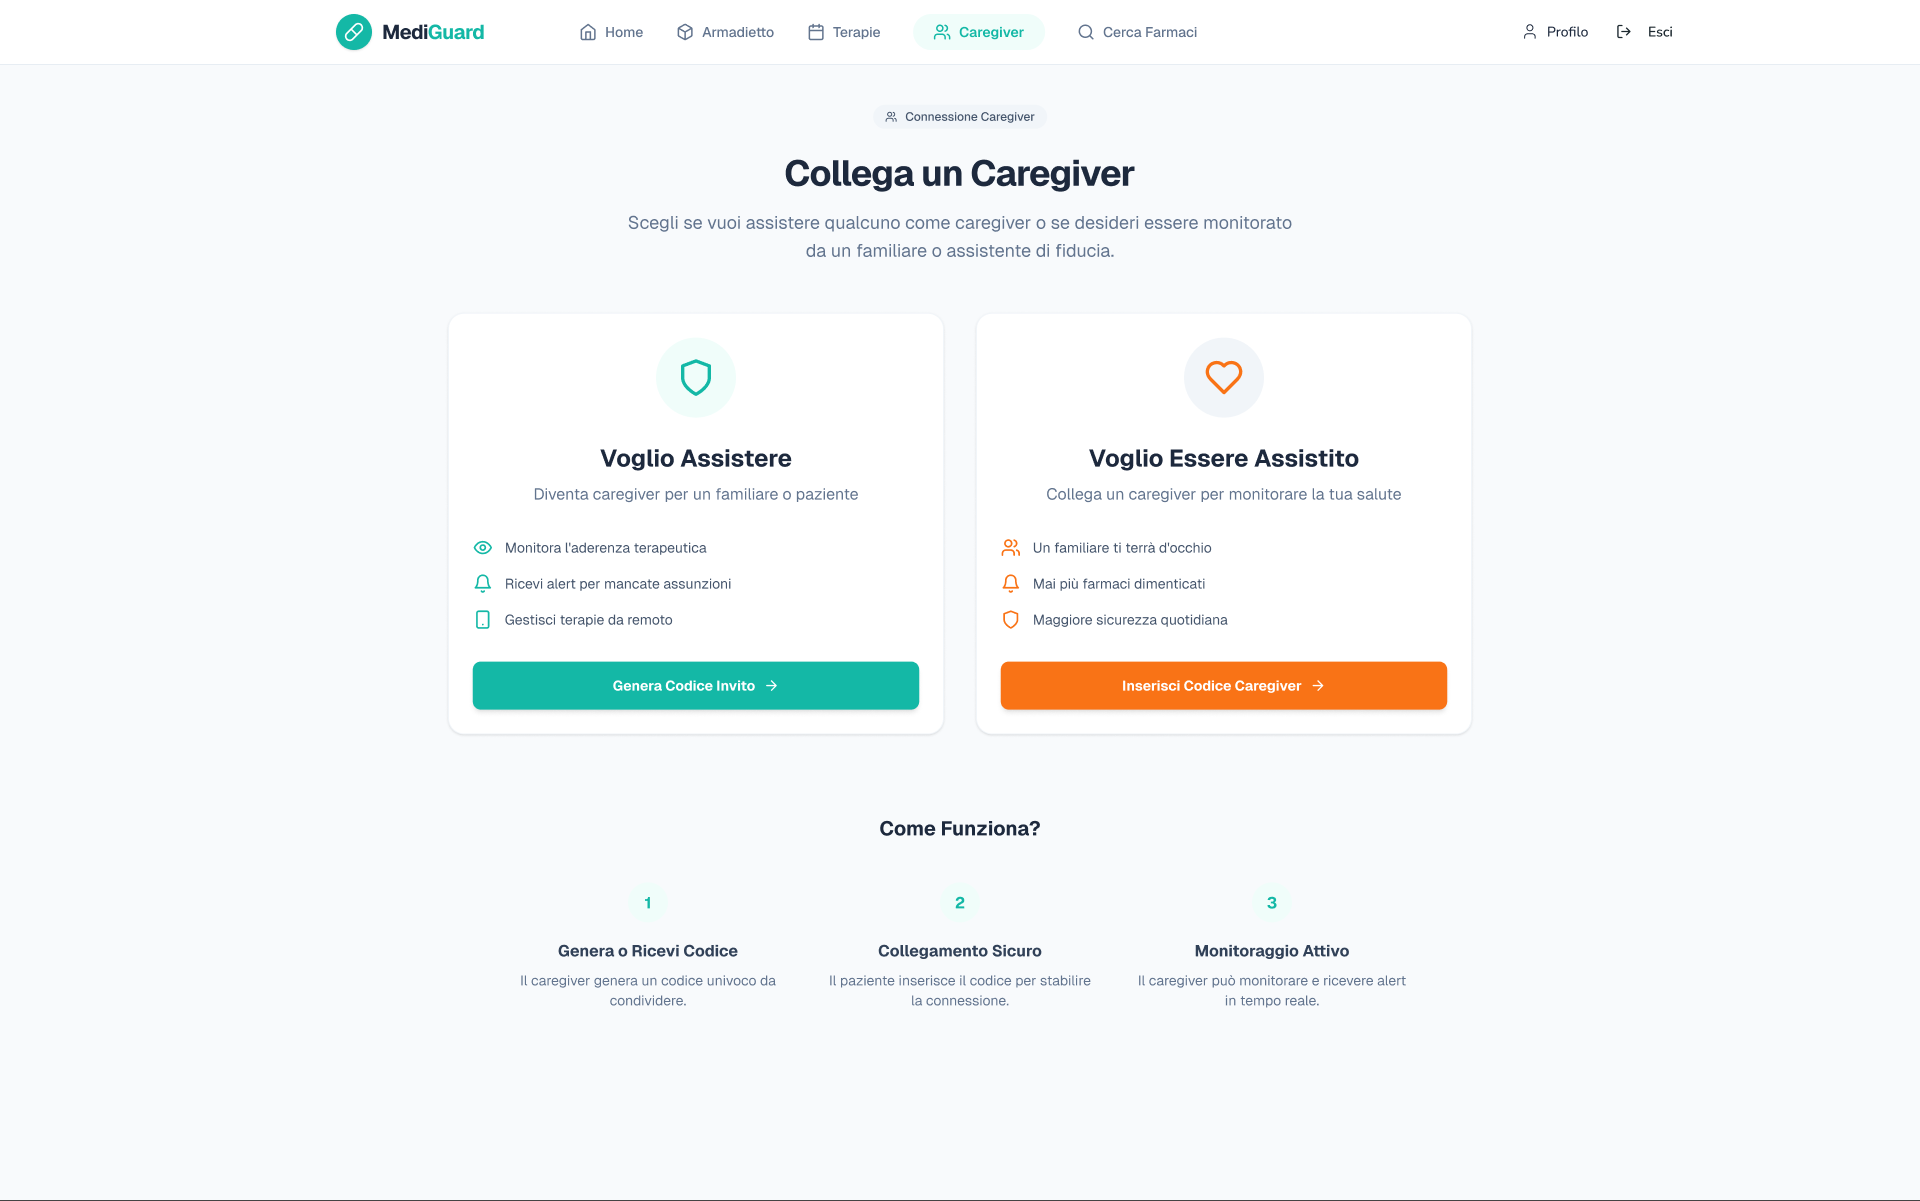 MediGuard
Home
Armadietto
Terapie
Caregiver
Cerca Farmaci
Profilo
Esci
Connessione Caregiver
Collega un Caregiver
Scegli se vuoi assistere qualcuno come caregiver o se desideri essere monitorato
da un familiare o assistente di fiducia.
Voglio Assistere
Diventa caregiver per un familiare o paziente
Monitora l'aderenza terapeutica
Ricevi alert per mancate assunzioni
Gestisci terapie da remoto
Genera Codice Invito
Voglio Essere Assistito
Collega un caregiver per monitorare la tua salute
Un familiare ti terrà d'occhio
Mai più farmaci dimenticati
Maggiore sicurezza quotidiana
Inserisci Codice Caregiver
Come Funziona?
1
Genera o Ricevi Codice
Il caregiver genera un codice univoco da
condividere.
2
Collegamento Sicuro
Il paziente inserisce il codice per stabilire
la connessione.
3
Monitoraggio Attivo
Il caregiver può monitorare e ricevere alert
in tempo reale.